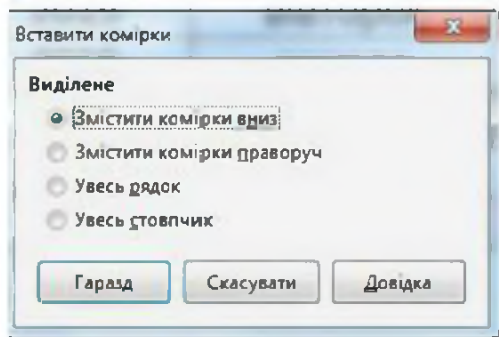 Вставити комірки
Виділене
Змістити комірки вниз
Змістити комірки праворуч
Увесь рядок
Увесь стовпчик
Гаразд Скасувати Довідка